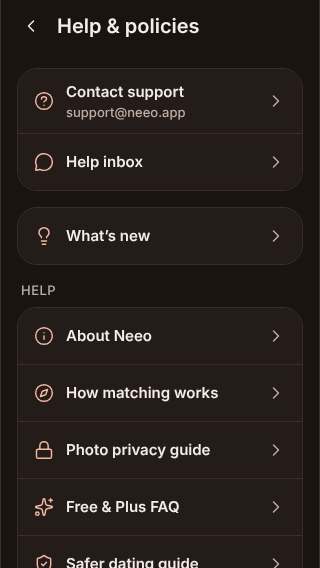 Help & policies
Contact support
support@neeo.app
Help inbox
What's new
HELP
About Neeo
How matching works
Photo privacy guide
Free & Plus FAQ
Safer dating guide